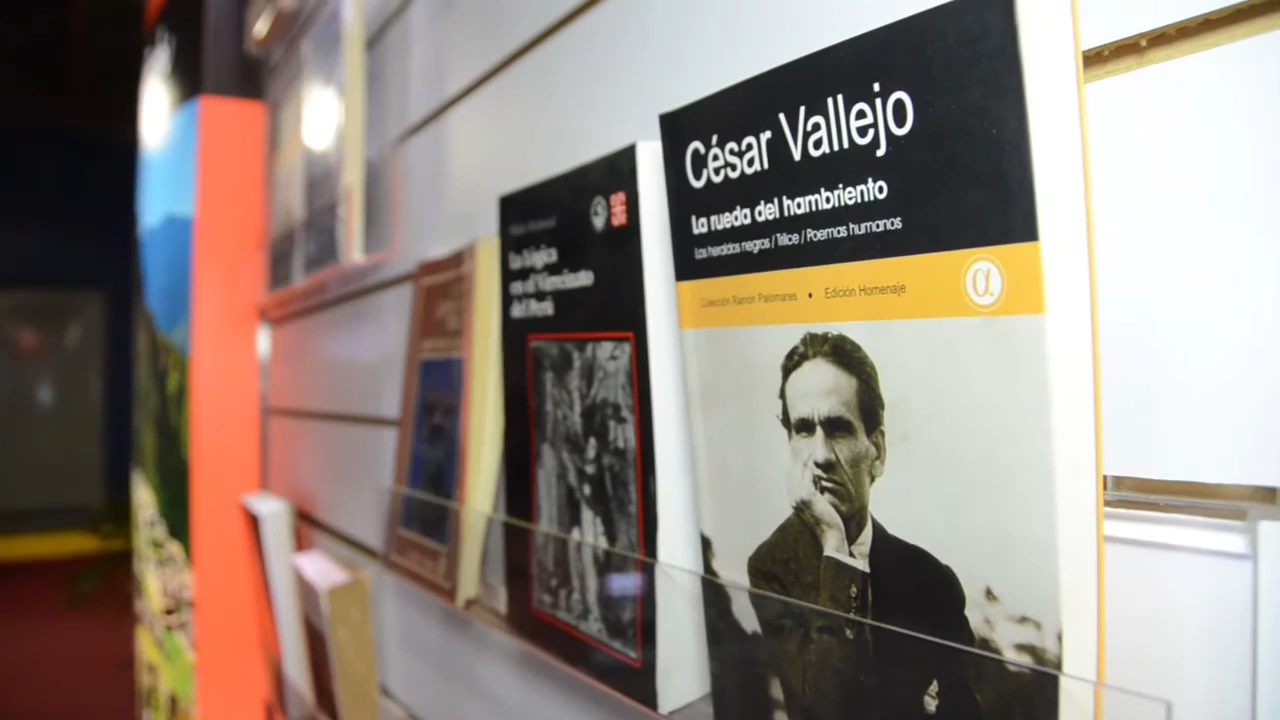 César Vallejo
La rueda del hambriento
Los heraldos negros / Trilce / Poemas humanos
Colección Ramón Palomares • Edición Homenaje
α
La lógica
en el Virreinato
del Perú